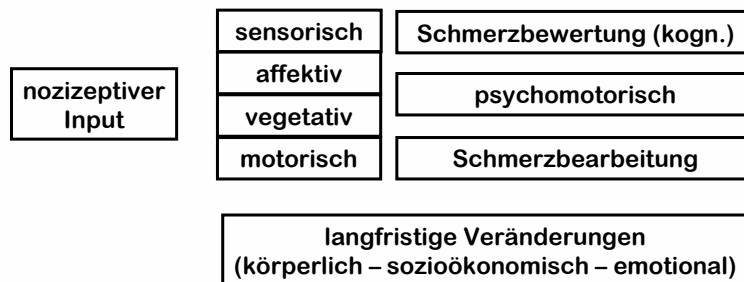 nozizeptiver
Input
sensorisch
affektiv
vegetativ
motorisch
Schmerzbewertung (kogn.)
psychomotorisch
Schmerzbearbeitung
langfristige Veränderungen
(körperlich – sozioökonomisch – emotional)